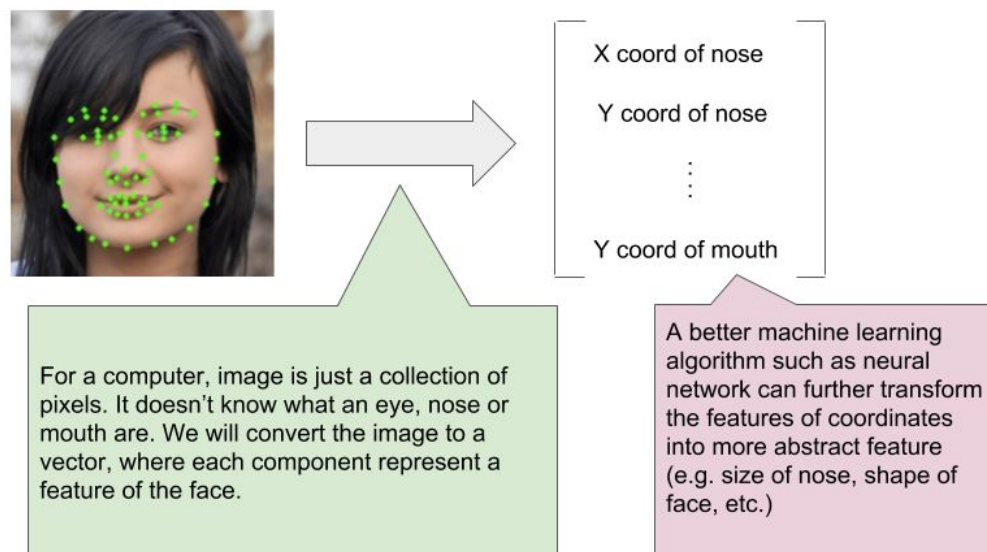 X coord of nose
Y coord of nose
Y coord of mouth
For a computer, image is just a collection of
pixels. It doesn’t know what an eye, nose or
mouth are. We will convert the image to a
vector, where each component represent a
feature of the face.
A better machine learning
algorithm such as neural
network can further transform
the features of coordinates
into more abstract feature
(e.g. size of nose, shape of
face, etc.)